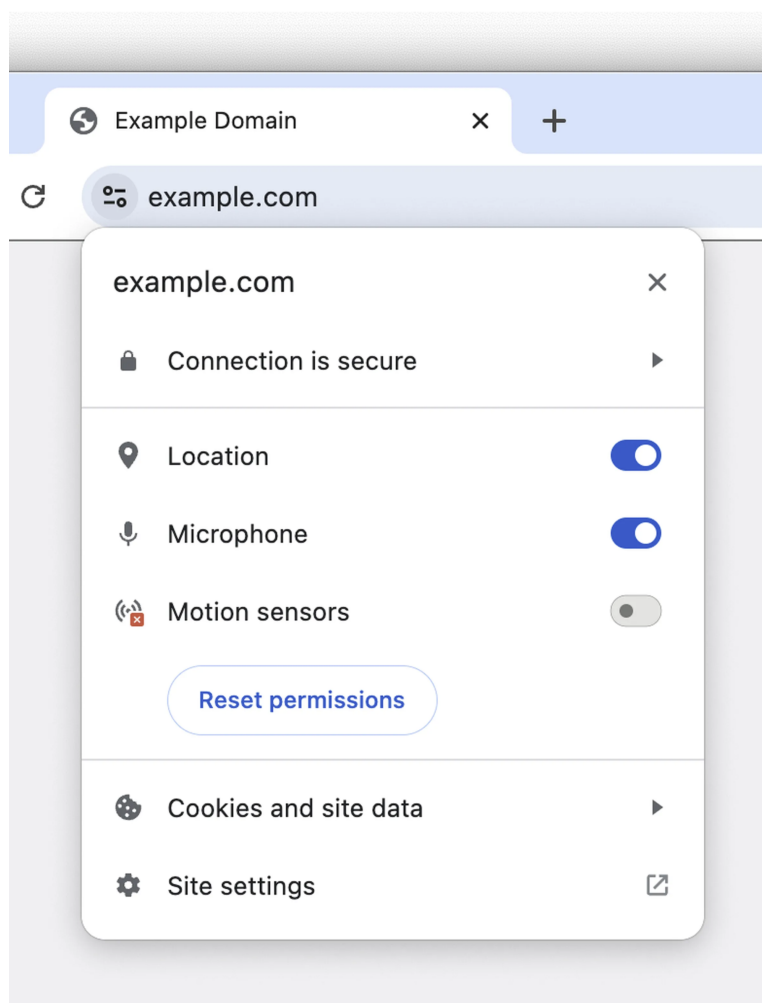 Example Domain
example.com
example.com
Connection is secure
Location
Microphone
Motion sensors
Reset permissions
Cookies and site data
Site settings